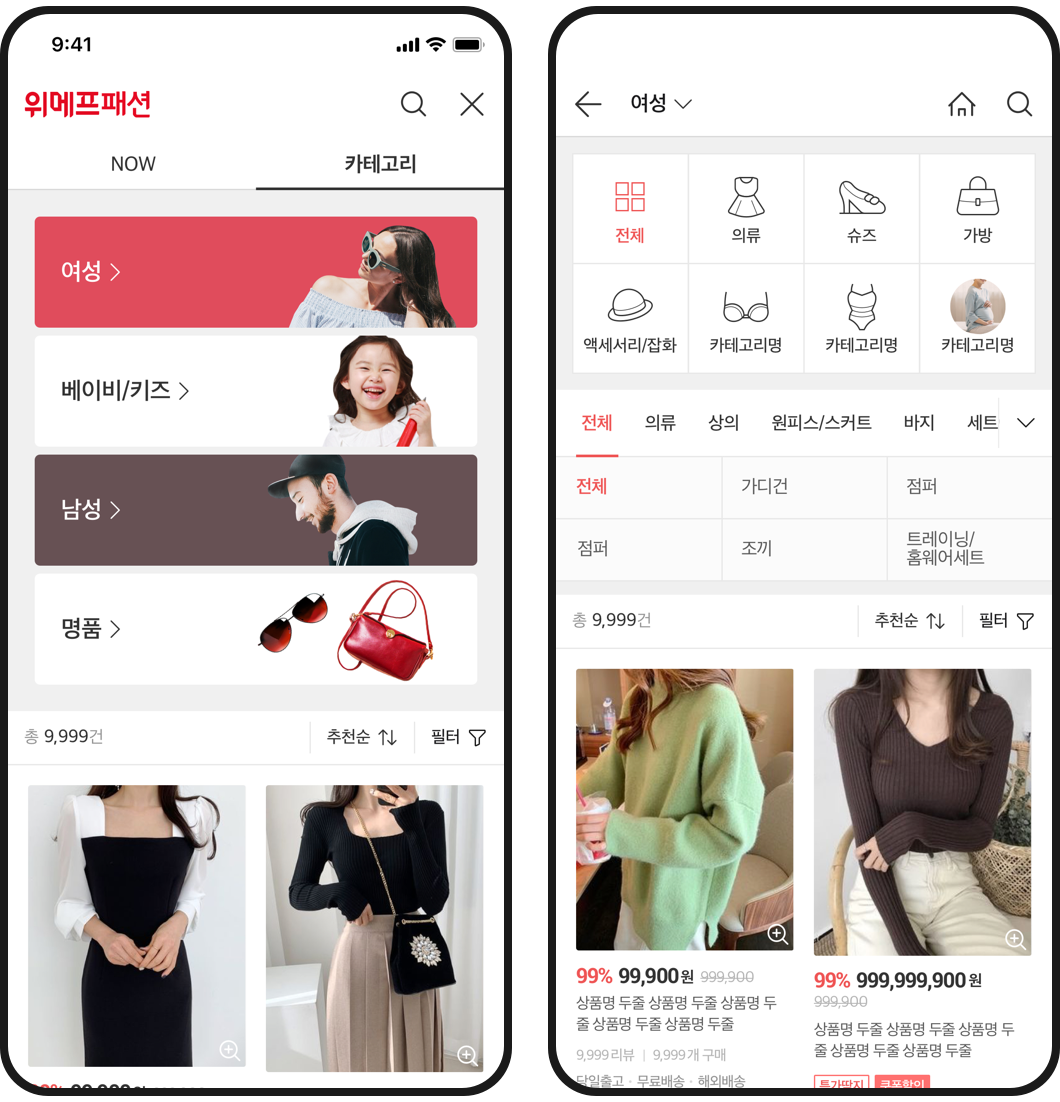 9:41
위메프패션
NOW
카테고리
여성
베이비/키즈
남성
명품
총 9,999건
추천순
필터
여성
전체
의류
슈즈
가방
액세서리/잡화
카테고리명
카테고리명
카테고리명
전체
의류
상의
원피스/스커트
바지
세트
전체
가디건
점퍼
점퍼
조끼
트레이닝/
홈웨어세트
총 9,999건
추천순
필터
99% 99,900원 999,900
상품명 두줄 상품명 두줄 상품명 두
줄 상품명 두줄 상품명 두줄
9,999 리뷰 | 9,999개 구매
당일출고 · 무료배송 · 해외배송
99% 999,999,900원
999,900
상품명 두줄 상품명 두줄 상품명 두
줄 상품명 두줄 상품명 두줄
특가딱지
쿠폰할인